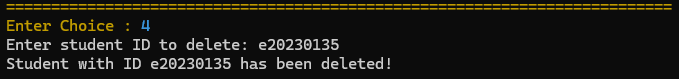 ======================================================================
Enter Choice : 4
Enter student ID to delete: e20230135
Student with ID e20230135 has been deleted!